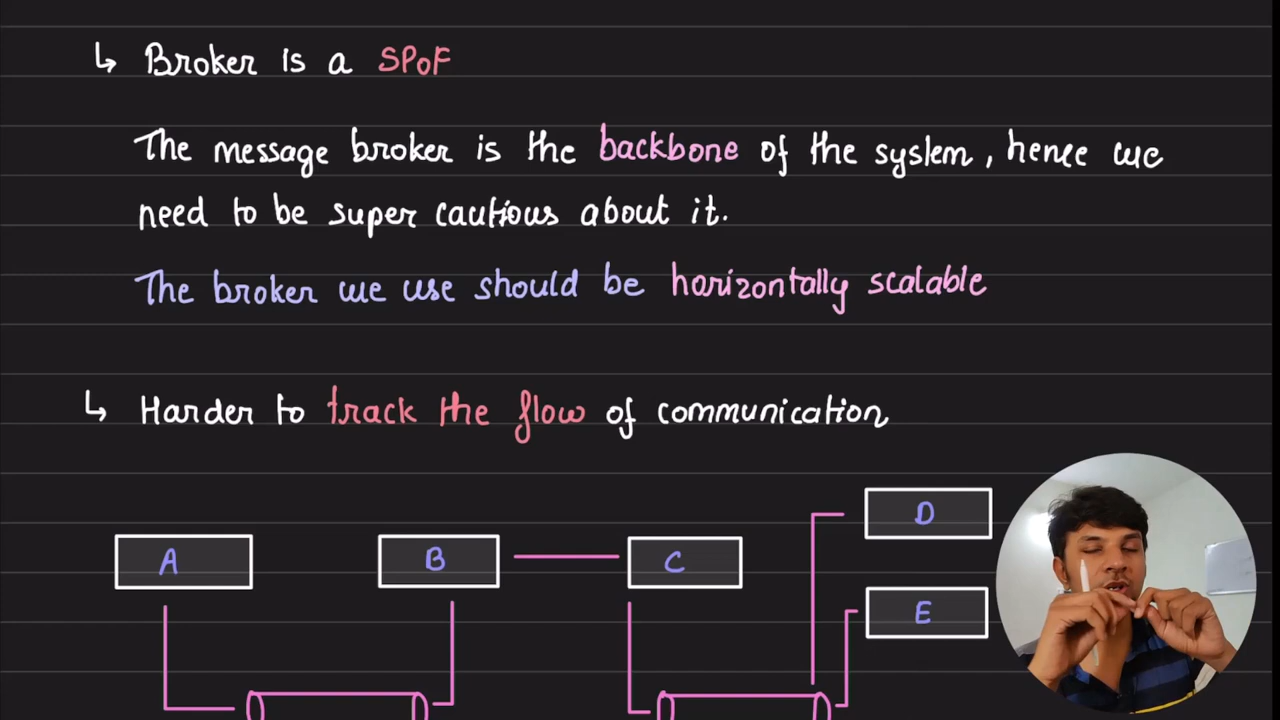 ↳ Broker is a SPoF
The message broker is the backbone of the system, hence we
need to be super cautious about it.
The broker we use should be horizontally scalable
↳ Harder to track the flow of communication
D
A B C
E